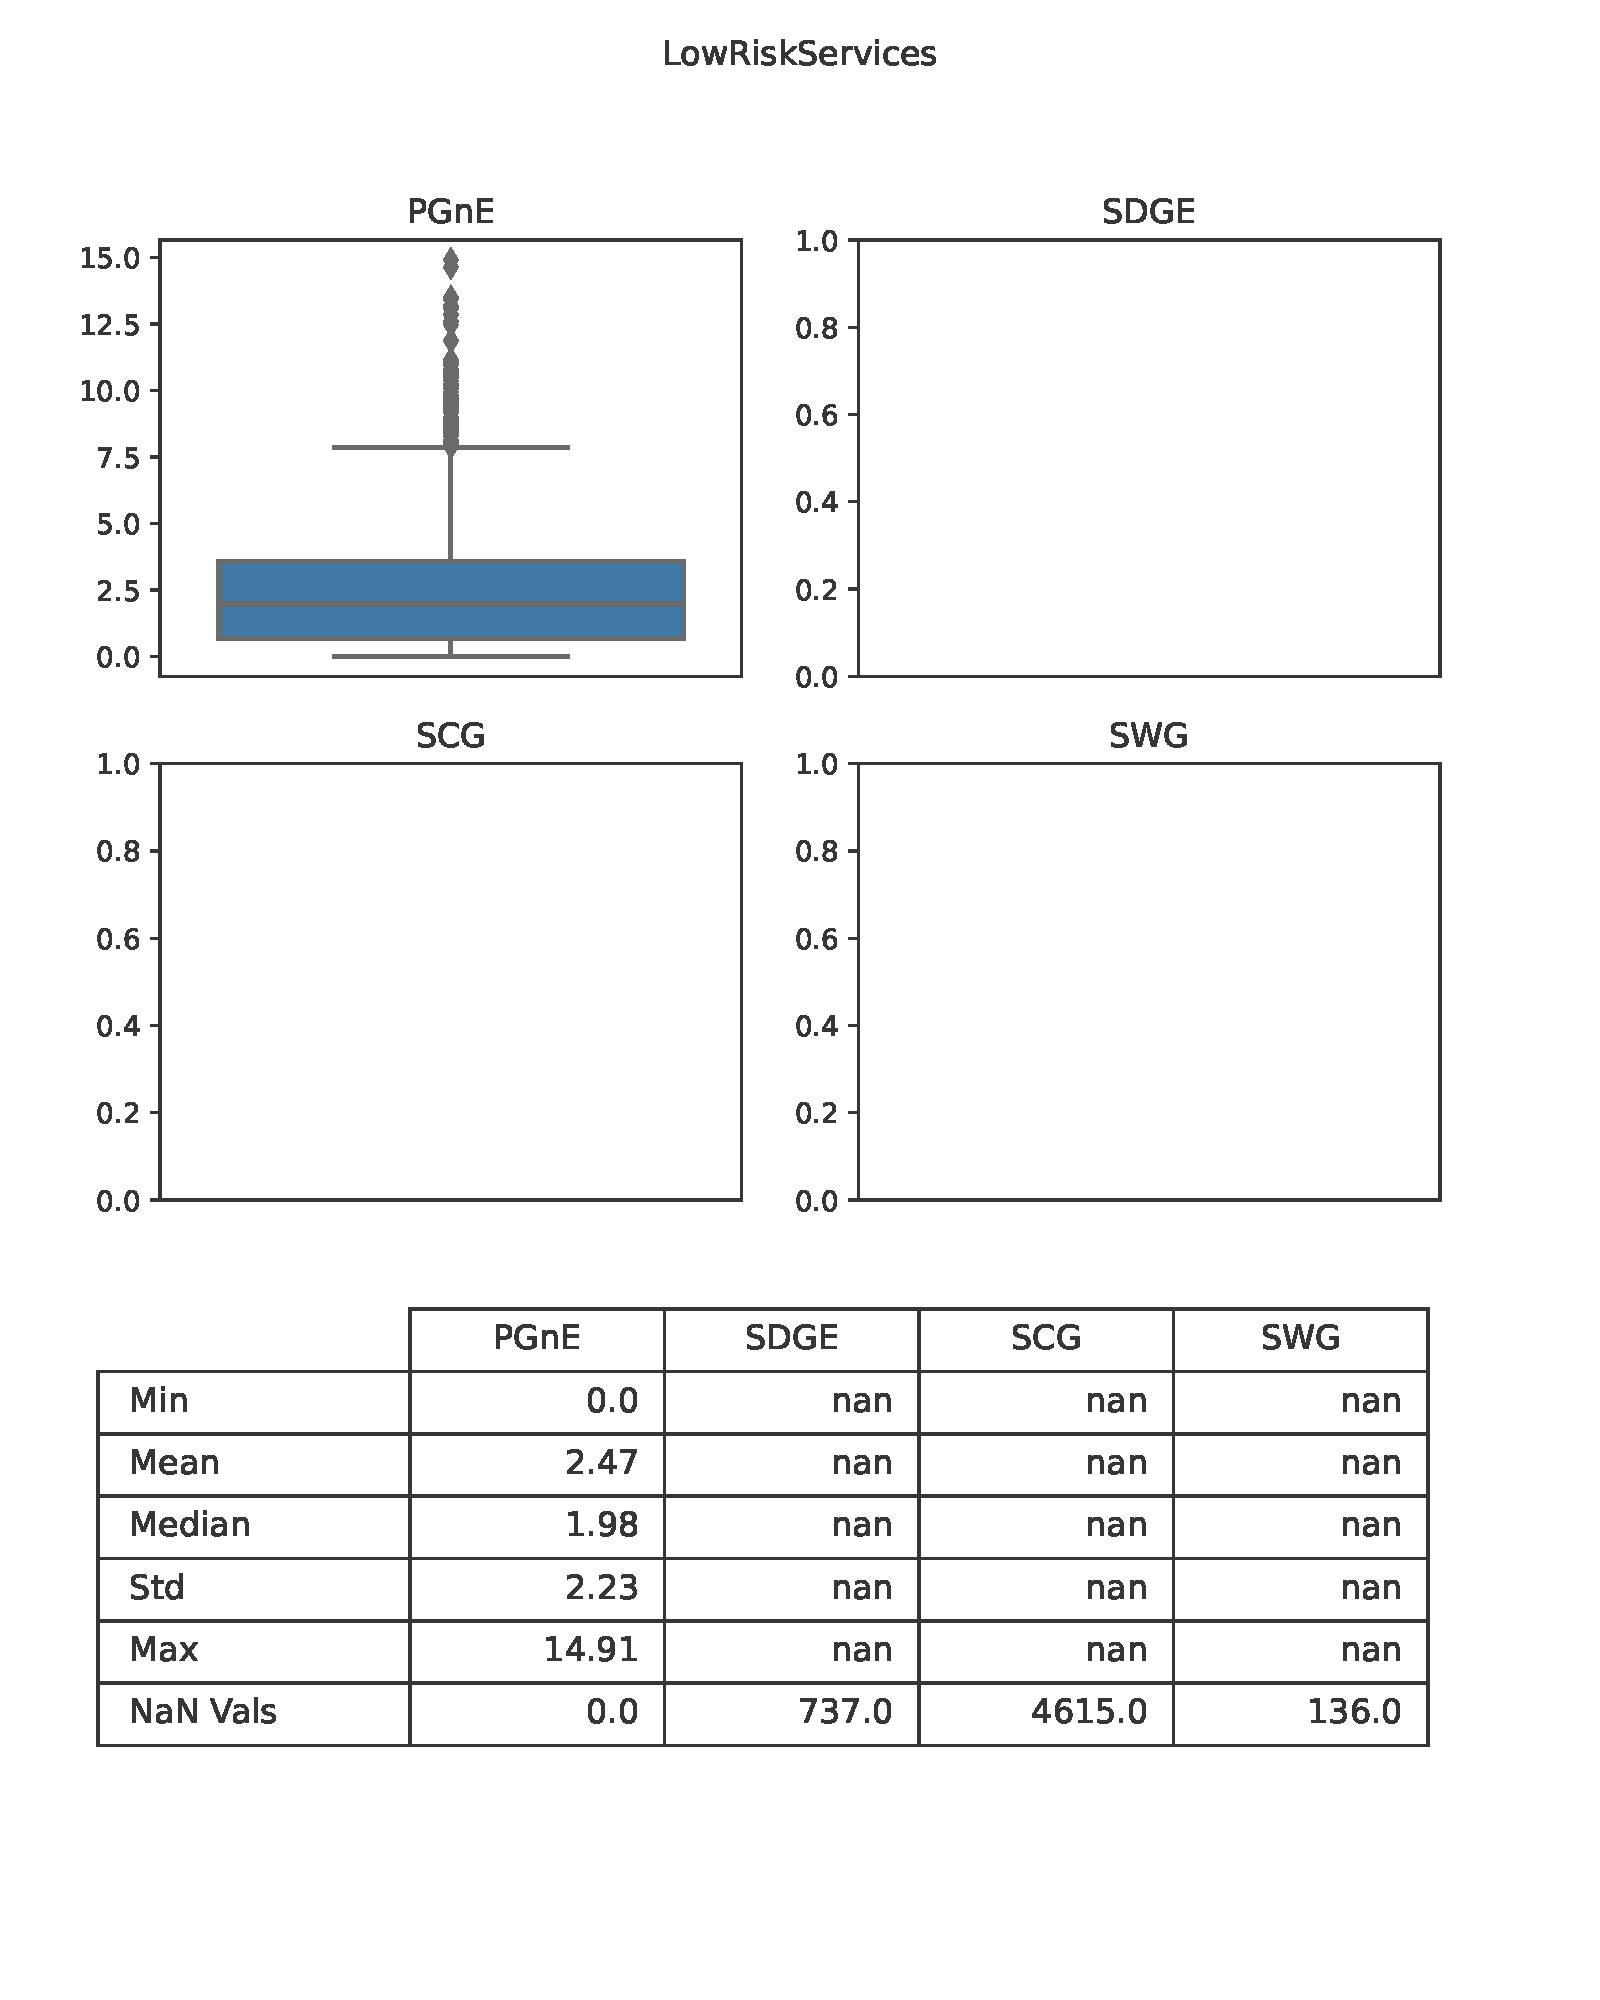 LowRiskServices
PGnE
15.0
12.5
10.0
7.5
5.0
2.5
0.0
SDGE
1.0
0.8
0.6
0.4
0.2
0.0
SCG
1.0
0.8
0.6
0.4
0.2
0.0
SWG
1.0
0.8
0.6
0.4
0.2
0.0
PGnE SDGE SCG SWG
Min 0.0 nan nan nan
Mean 2.47 nan nan nan
Median 1.98 nan nan nan
Std 2.23 nan nan nan
Max 14.91 nan nan nan
NaN Vals 0.0 737.0 4615.0 136.0